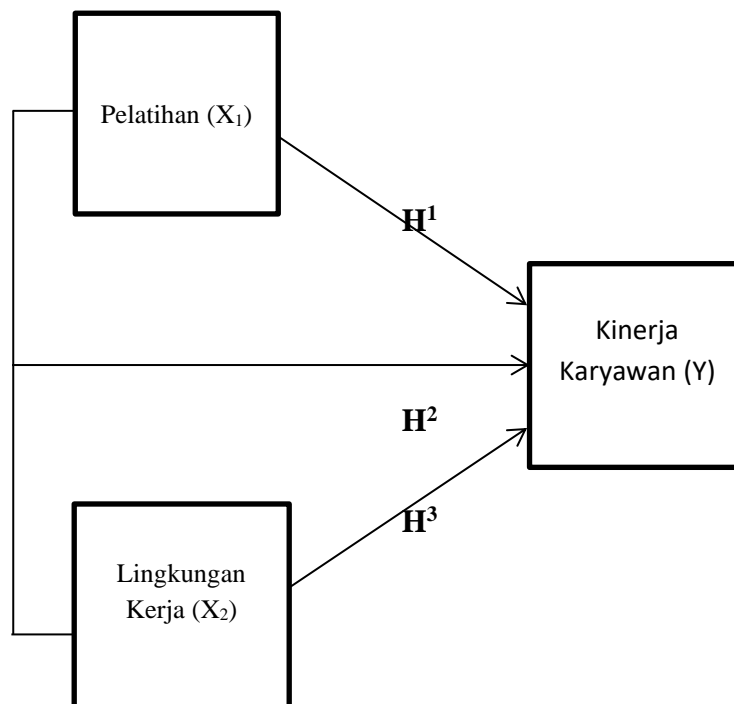 Pelatihan (X₁)
H¹
Kinerja
Karyawan (Y)
H²
H³
Lingkungan
Kerja (X₂)